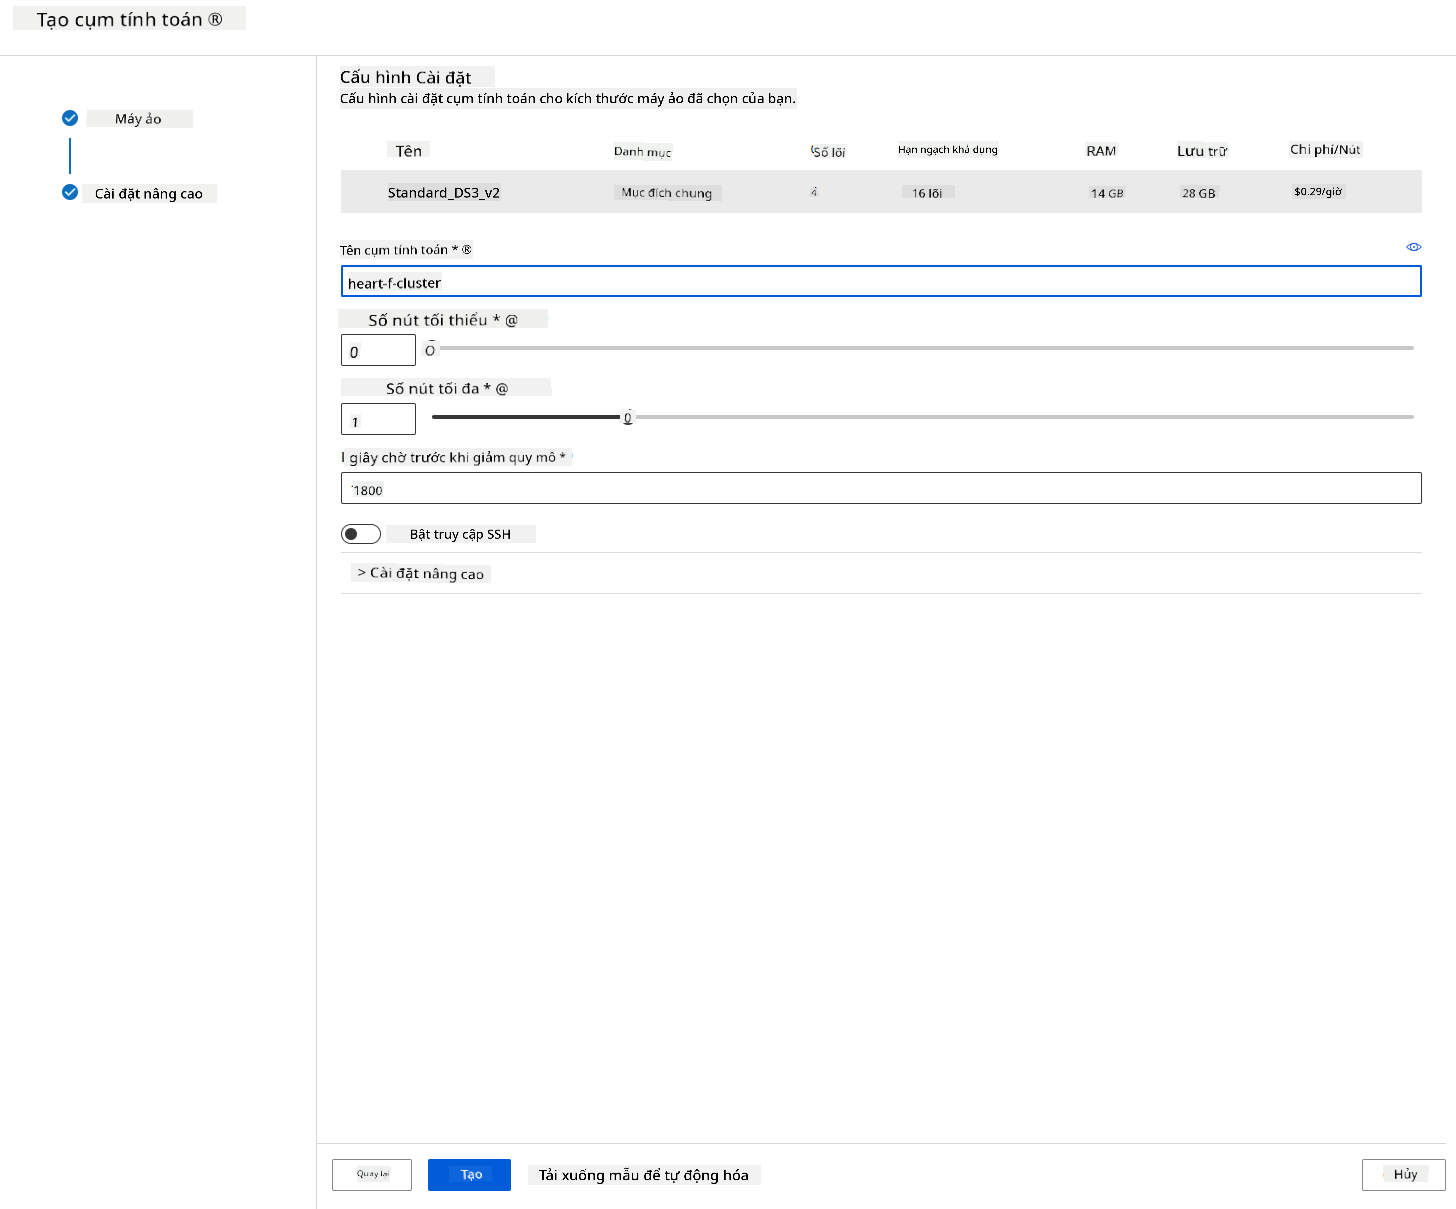 Tạo cụm tính toán ®
Máy ảo
Cài đặt nâng cao
Cấu hình Cài đặt
Cấu hình cài đặt cụm tính toán cho kích thước máy ảo đã chọn của bạn.
Tên Danh mục Số lõi Hạn ngạch khả dụng RAM Lưu trữ Chi phí/Nút
Standard_DS3_v2 Mục đích chung 4 16 lõi 14 GB 28 GB $0.29/giờ
Tên cụm tính toán * ®
heart-f-cluster
Số nút tối thiểu * @
0
Số nút tối đa * @
1
giây chờ trước khi giảm quy mô *
1800
Bật truy cập SSH
> Cài đặt nâng cao
Quay lại Tạo Tải xuống mẫu để tự động hóa Hủy